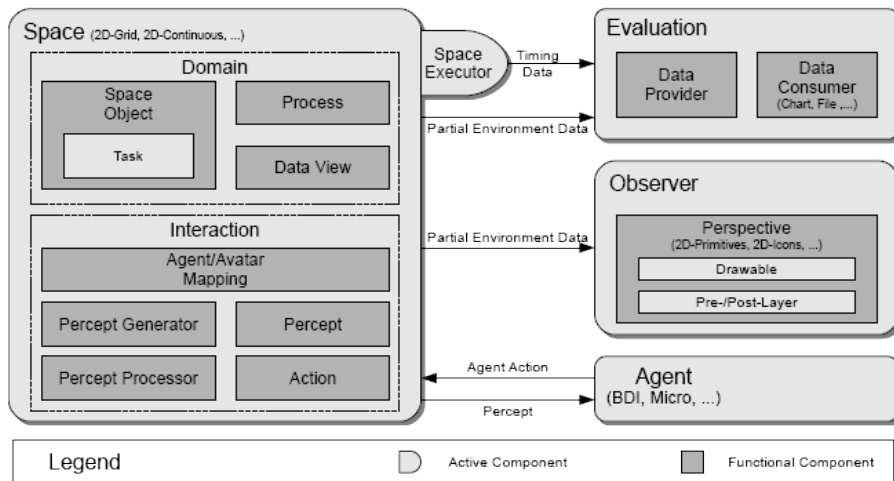 Space (2D-Grid, 2D-Continuous, ...)
Domain
Space
Object
Task
Process
Data View
Interaction
Agent/Avatar
Mapping
Percept Generator
Percept
Percept Processor
Action
Space
Executor
Timing
Data
Partial Environment Data
Partial Environment Data
Agent Action
Percept
Evaluation
Data
Provider
Data
Consumer
(Chart, File ,...)
Observer
Perspective
(2D-Primitives, 2D-Icons, ...)
Drawable
Pre-/Post-Layer
Agent
(BDI, Micro, ...)
Legend
Active Component
Functional Component